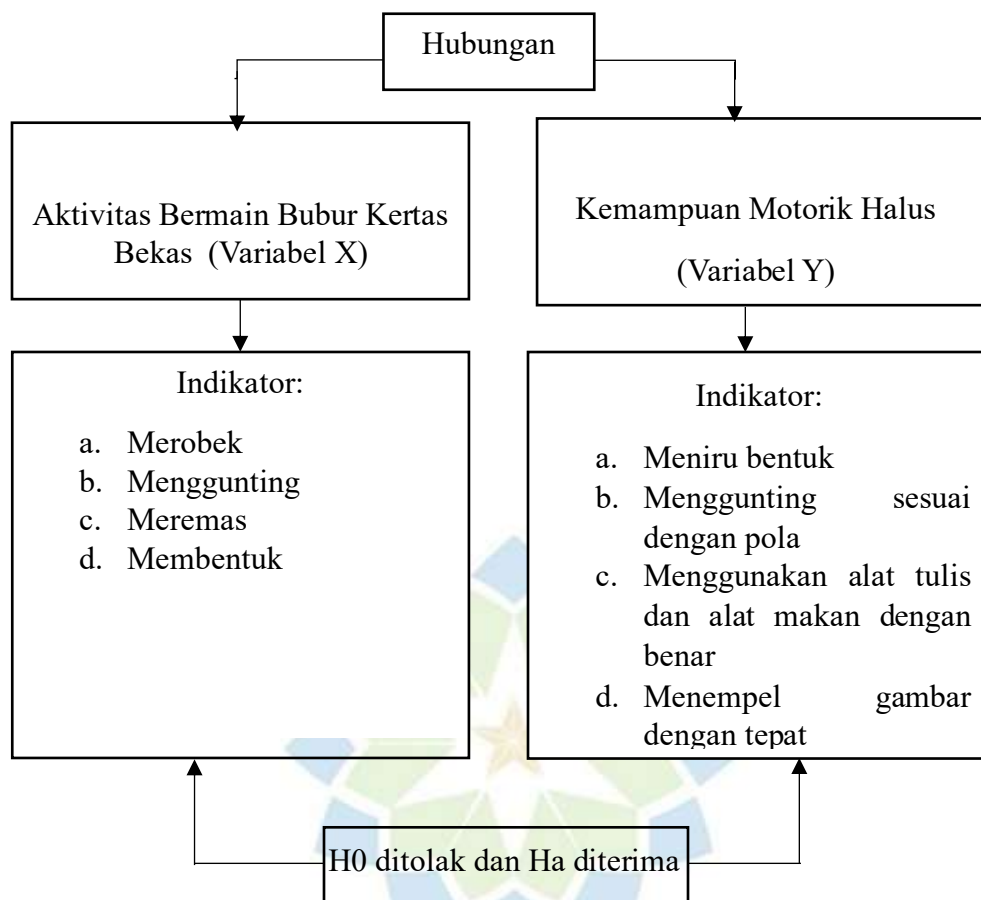 Hubungan
Aktivitas Bermain Bubur Kertas
Bekas (Variabel X)
Kemampuan Motorik Halus
(Variabel Y)
Indikator:
a. Merobek
b. Menggunting
c. Meremas
d. Membentuk
Indikator:
a. Meniru bentuk
b. Menggunting sesuai
dengan pola
c. Menggunakan alat tulis
dan alat makan dengan
benar
d. Menempel gambar
dengan tepat
H0 ditolak dan Ha diterima